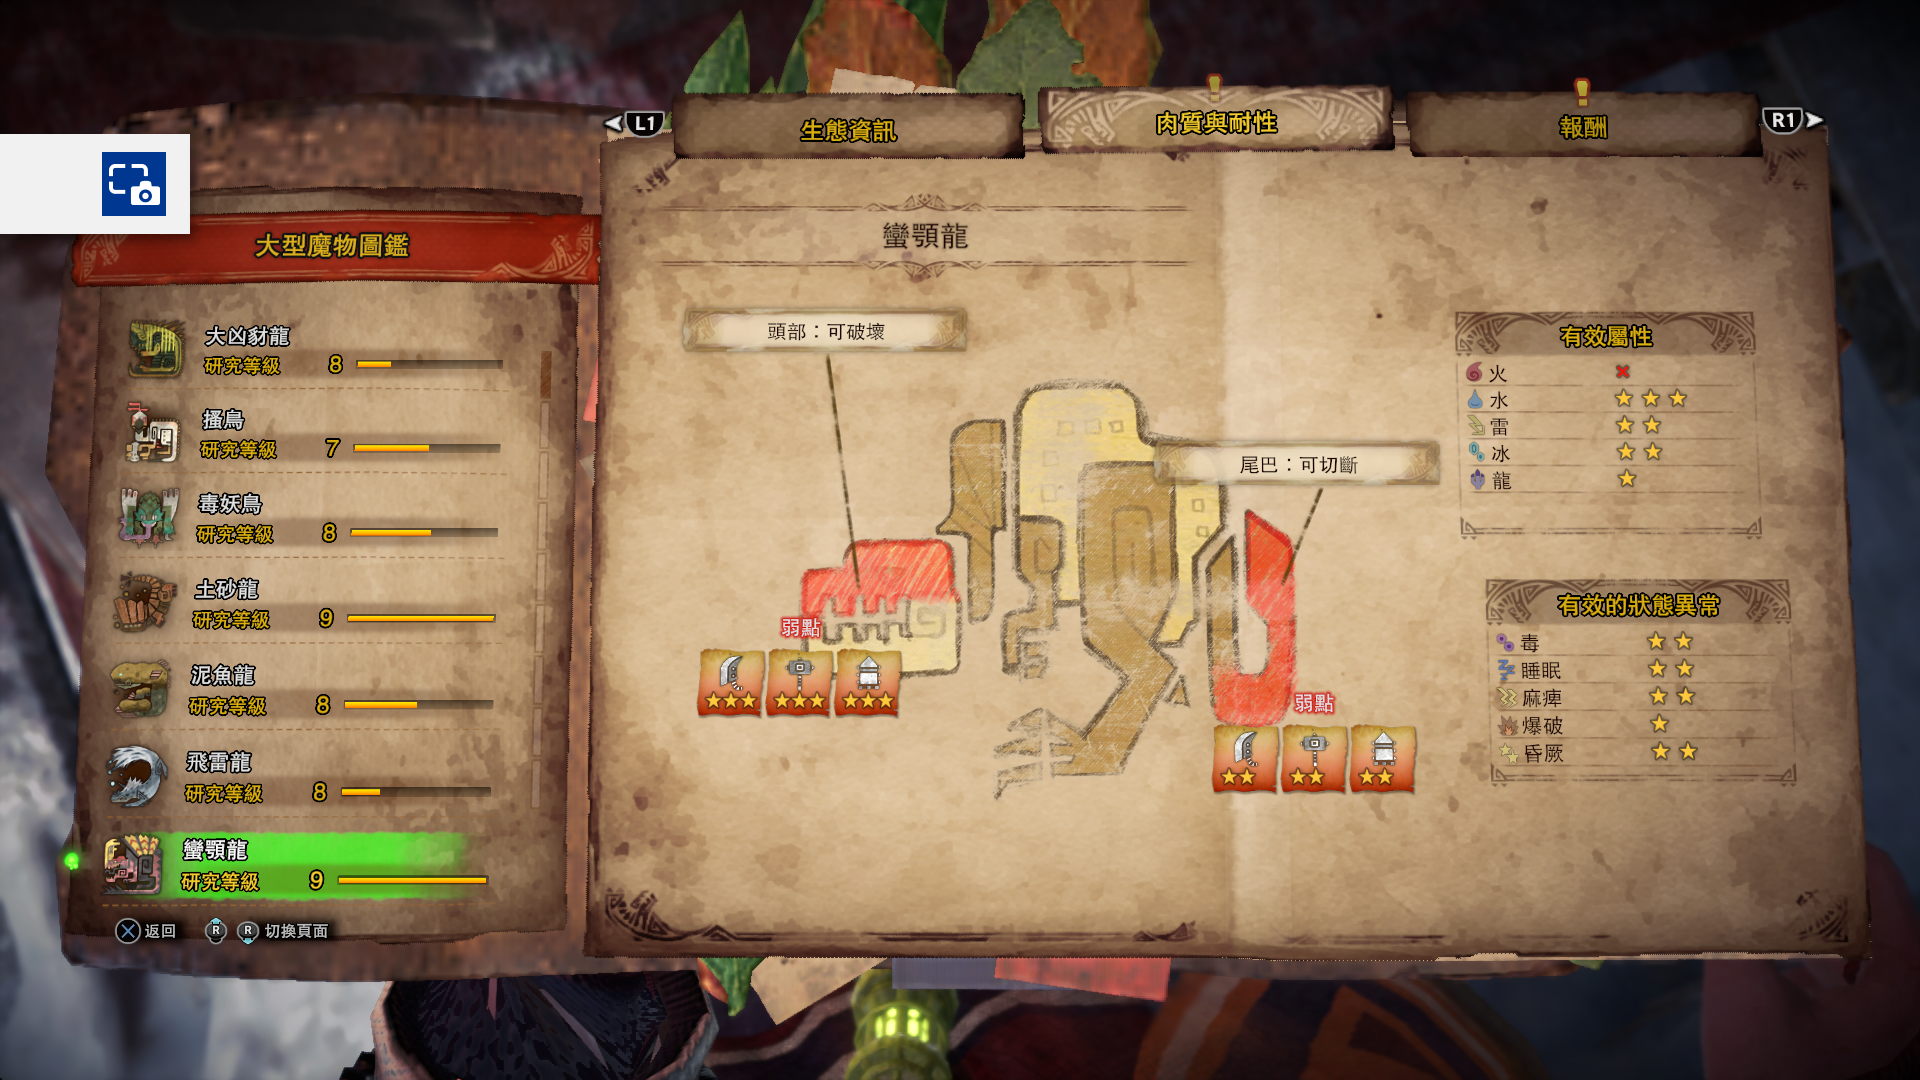 L1
生態資訊
肉質與耐性
報酬
R1
大型魔物圖鑑
大凶豺龍
研究等級 8
搔鳥
研究等級 7
毒妖鳥
研究等級 8
土砂龍
研究等級 9
泥魚龍
研究等級 8
飛雷龍
研究等級 8
蠻顎龍
研究等級 9
返回
R
R 切換頁面
蠻顎龍
頭部：可破壞
尾巴：可切斷
弱點
弱點
有效屬性
火
水
雷
冰
龍
有效的狀態異常
毒
睡眠
麻痺
爆破
昏厥